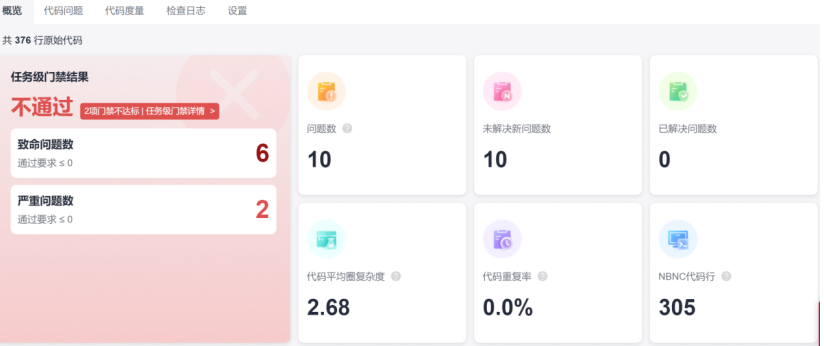 概览 代码问题 代码度量 检查日志 设置
共 376 行原始代码
任务级门禁结果
不通过 2项门禁不达标 | 任务级门禁详情 >
致命问题数
通过要求 ≤ 0
6
严重问题数
通过要求 ≤ 0
2
问题数
10
未解决新问题数
10
已解决问题数
0
代码平均圈复杂度
2.68
代码重复率
0.0%
NBNC代码行
305